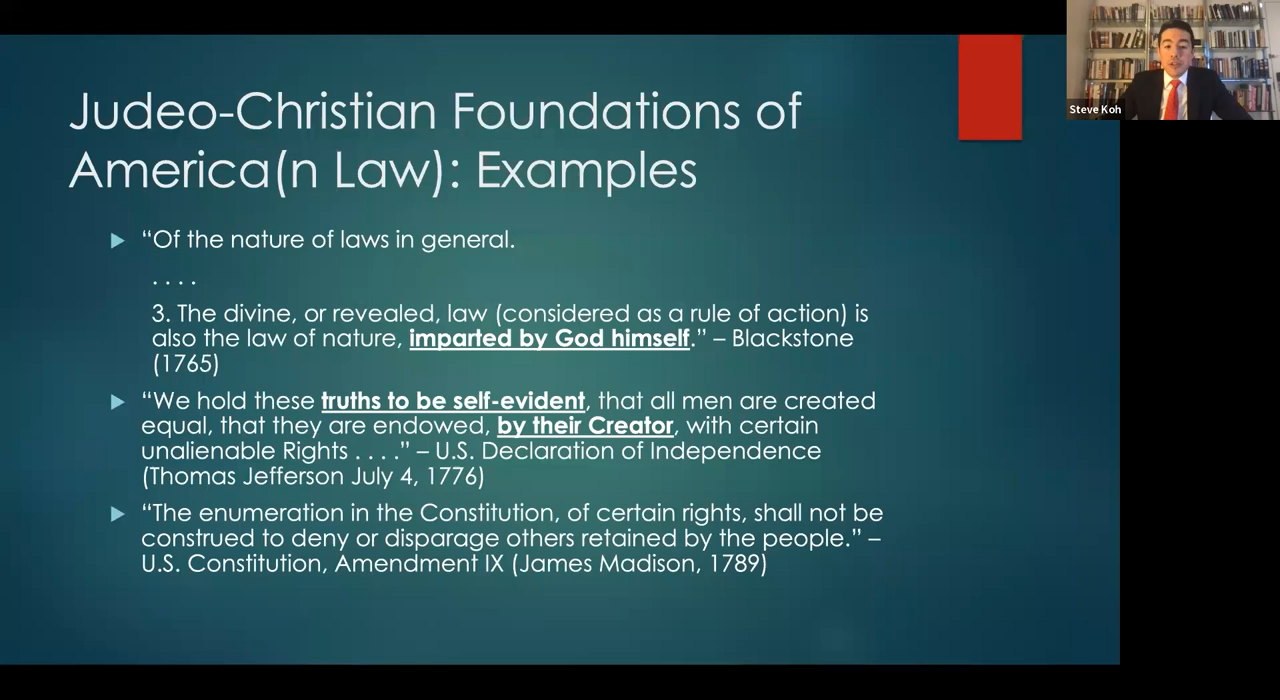 Judeo-Christian Foundations of
America(n Law): Examples
“Of the nature of laws in general.
. . . .
3. The divine, or revealed, law (considered as a rule of action) is
also the law of nature, imparted by God himself.” – Blackstone
(1765)
“We hold these truths to be self-evident, that all men are created
equal, that they are endowed, by their Creator, with certain
unalienable Rights . . . .” – U.S. Declaration of Independence
(Thomas Jefferson July 4, 1776)
“The enumeration in the Constitution, of certain rights, shall not be
construed to deny or disparage others retained by the people.” –
U.S. Constitution, Amendment IX (James Madison, 1789)
Steve Koh